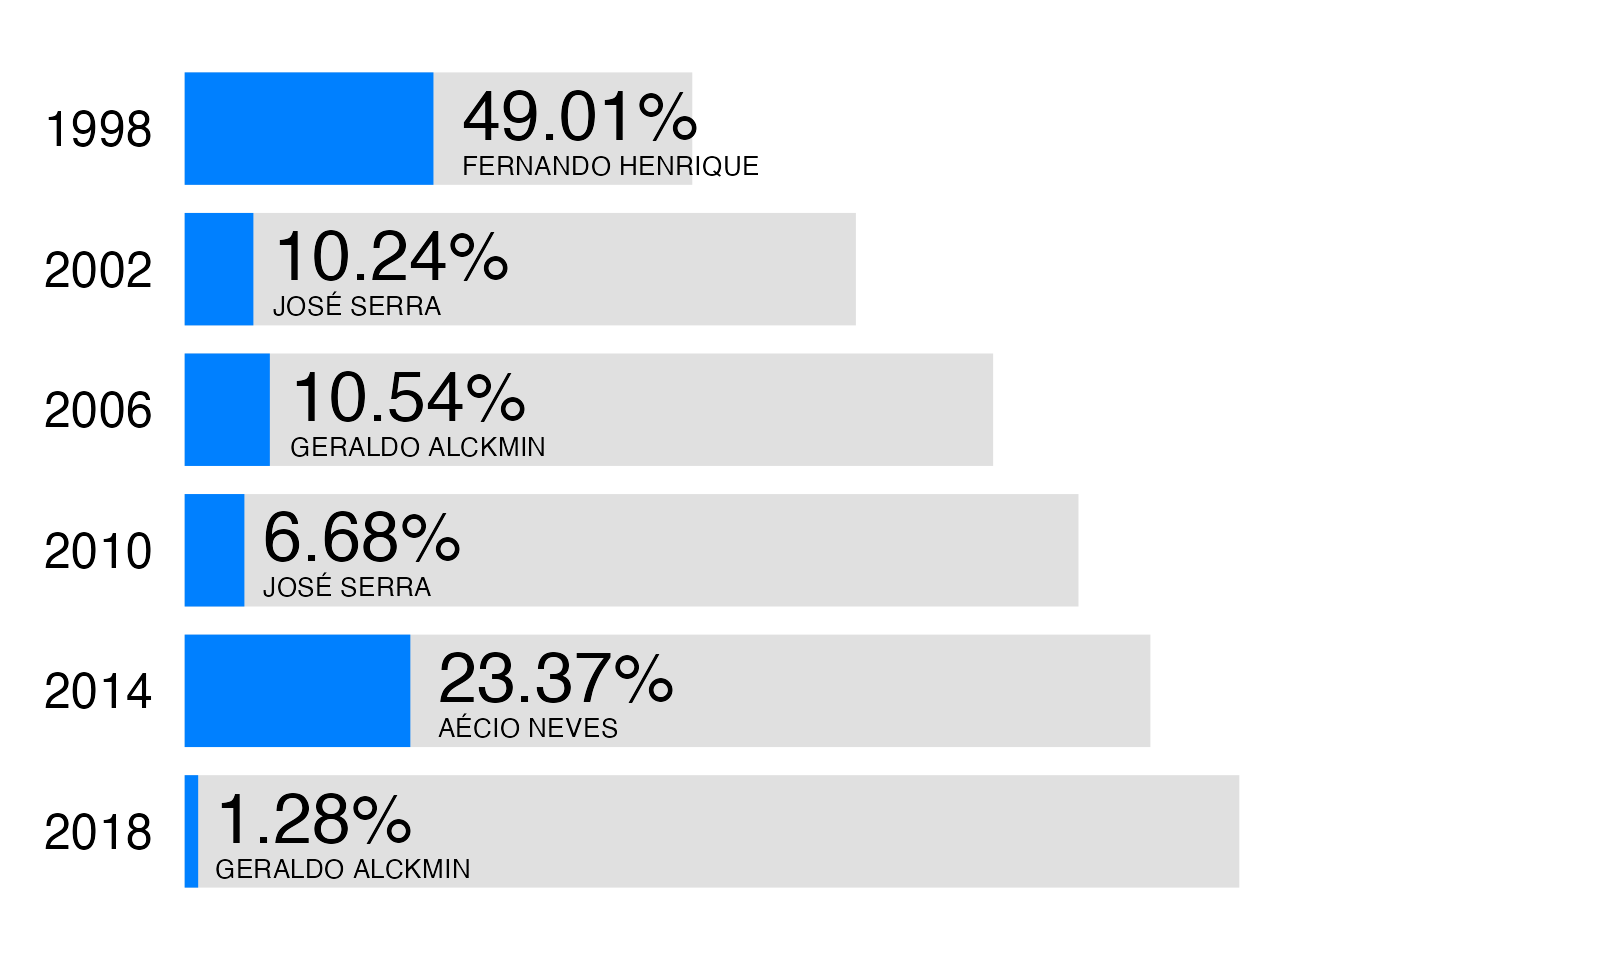 1998
49.01%
FERNANDO HENRIQUE
2002
10.24%
JOSÉ SERRA
2006
10.54%
GERALDO ALCKMIN
2010
6.68%
JOSÉ SERRA
2014
23.37%
AÉCIO NEVES
2018
1.28%
GERALDO ALCKMIN